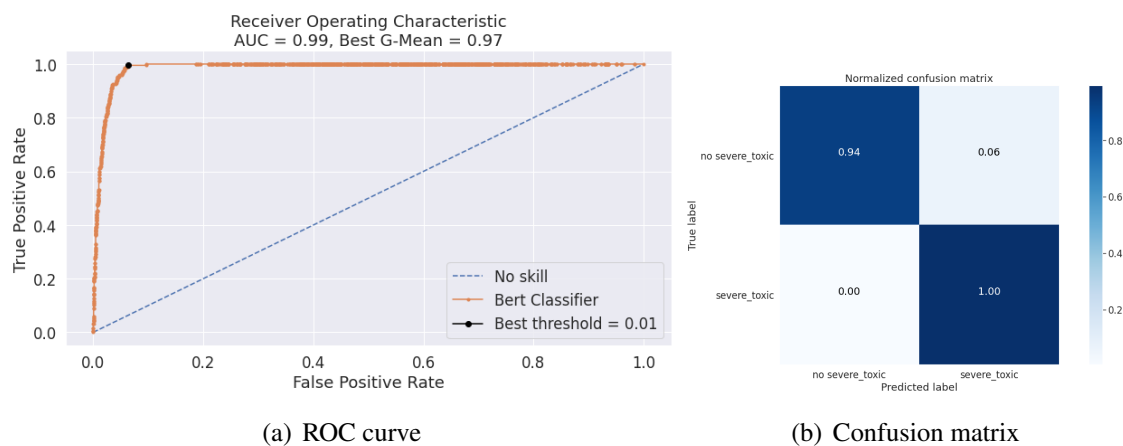 Receiver Operating Characteristic
AUC = 0.99, Best G-Mean = 0.97
1.0
0.8
0.6
0.4
0.2
0.0
True Positive Rate
0.0 0.2 0.4 0.6 0.8 1.0
False Positive Rate
No skill
Bert Classifier
Best threshold = 0.01
(a) ROC curve
Normalized confusion matrix
no severe_toxic
severe_toxic
True label
0.94 0.06
0.00 1.00
no severe_toxic severe_toxic
Predicted label
0.8
0.6
0.4
0.2
(b) Confusion matrix